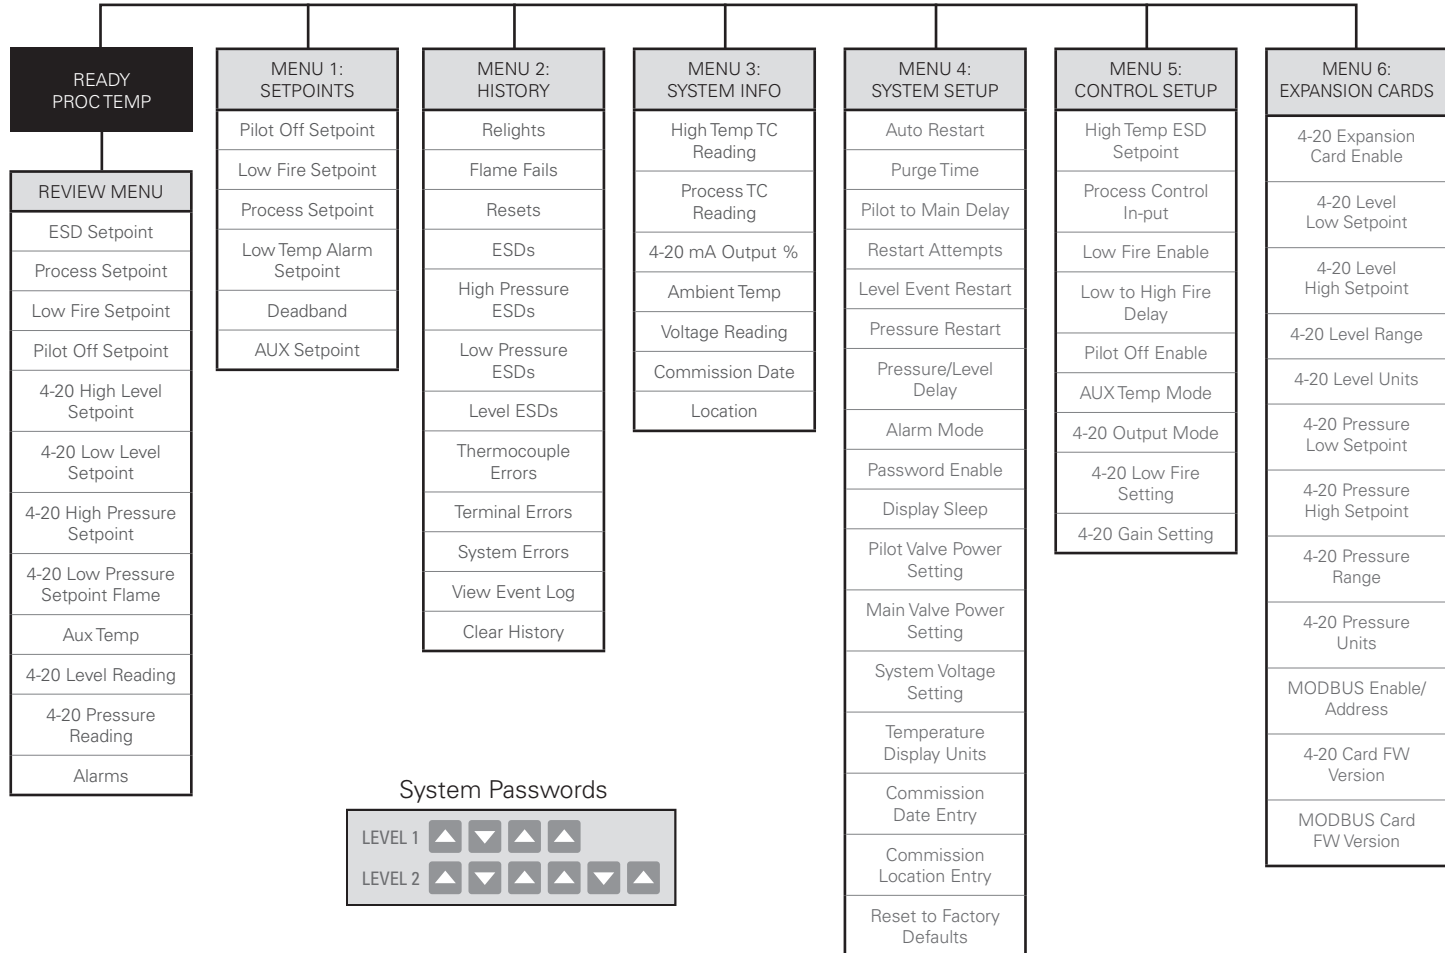 READY
PROC TEMP
REVIEW MENU
ESD Setpoint
Process Setpoint
Low Fire Setpoint
Pilot Off Setpoint
4-20 High Level
Setpoint
4-20 Low Level
Setpoint
4-20 High Pressure
Setpoint
4-20 Low Pressure
Setpoint Flame
Aux Temp
4-20 Level Reading
4-20 Pressure
Reading
Alarms
MENU 1:
SETPOINTS
Pilot Off Setpoint
Low Fire Setpoint
Process Setpoint
Low Temp Alarm
Setpoint
Deadband
AUX Setpoint
MENU 2:
HISTORY
Relights
Flame Fails
Resets
ESDs
High Pressure
ESDs
Low Pressure
ESDs
Level ESDs
Thermocouple
Errors
Terminal Errors
System Errors
View Event Log
Clear History
MENU 3:
SYSTEM INFO
High Temp TC
Reading
Process TC
Reading
4-20 mA Output %
Ambient Temp
Voltage Reading
Commission Date
Location
MENU 4:
SYSTEM SETUP
Auto Restart
Purge Time
Pilot to Main Delay
Restart Attempts
Level Event Restart
Pressure Restart
Pressure/Level
Delay
Alarm Mode
Password Enable
Display Sleep
Pilot Valve Power
Setting
Main Valve Power
Setting
System Voltage
Setting
Temperature
Display Units
Commission
Date Entry
Commission
Location Entry
Reset to Factory
Defaults
MENU 5:
CONTROL SETUP
High Temp ESD
Setpoint
Process Control
In-put
Low Fire Enable
Low to High Fire
Delay
Pilot Off Enable
AUX Temp Mode
4-20 Output Mode
4-20 Low Fire
Setting
4-20 Gain Setting
MENU 6:
EXPANSION CARDS
4-20 Expansion
Card Enable
4-20 Level
Low Setpoint
4-20 Level
High Setpoint
4-20 Level Range
4-20 Level Units
4-20 Pressure
Low Setpoint
4-20 Pressure
High Setpoint
4-20 Pressure
Range
4-20 Pressure
Units
MODBUS Enable/
Address
4-20 Card FW
Version
MODBUS Card
FW Version
System Passwords
LEVEL 1
LEVEL 2